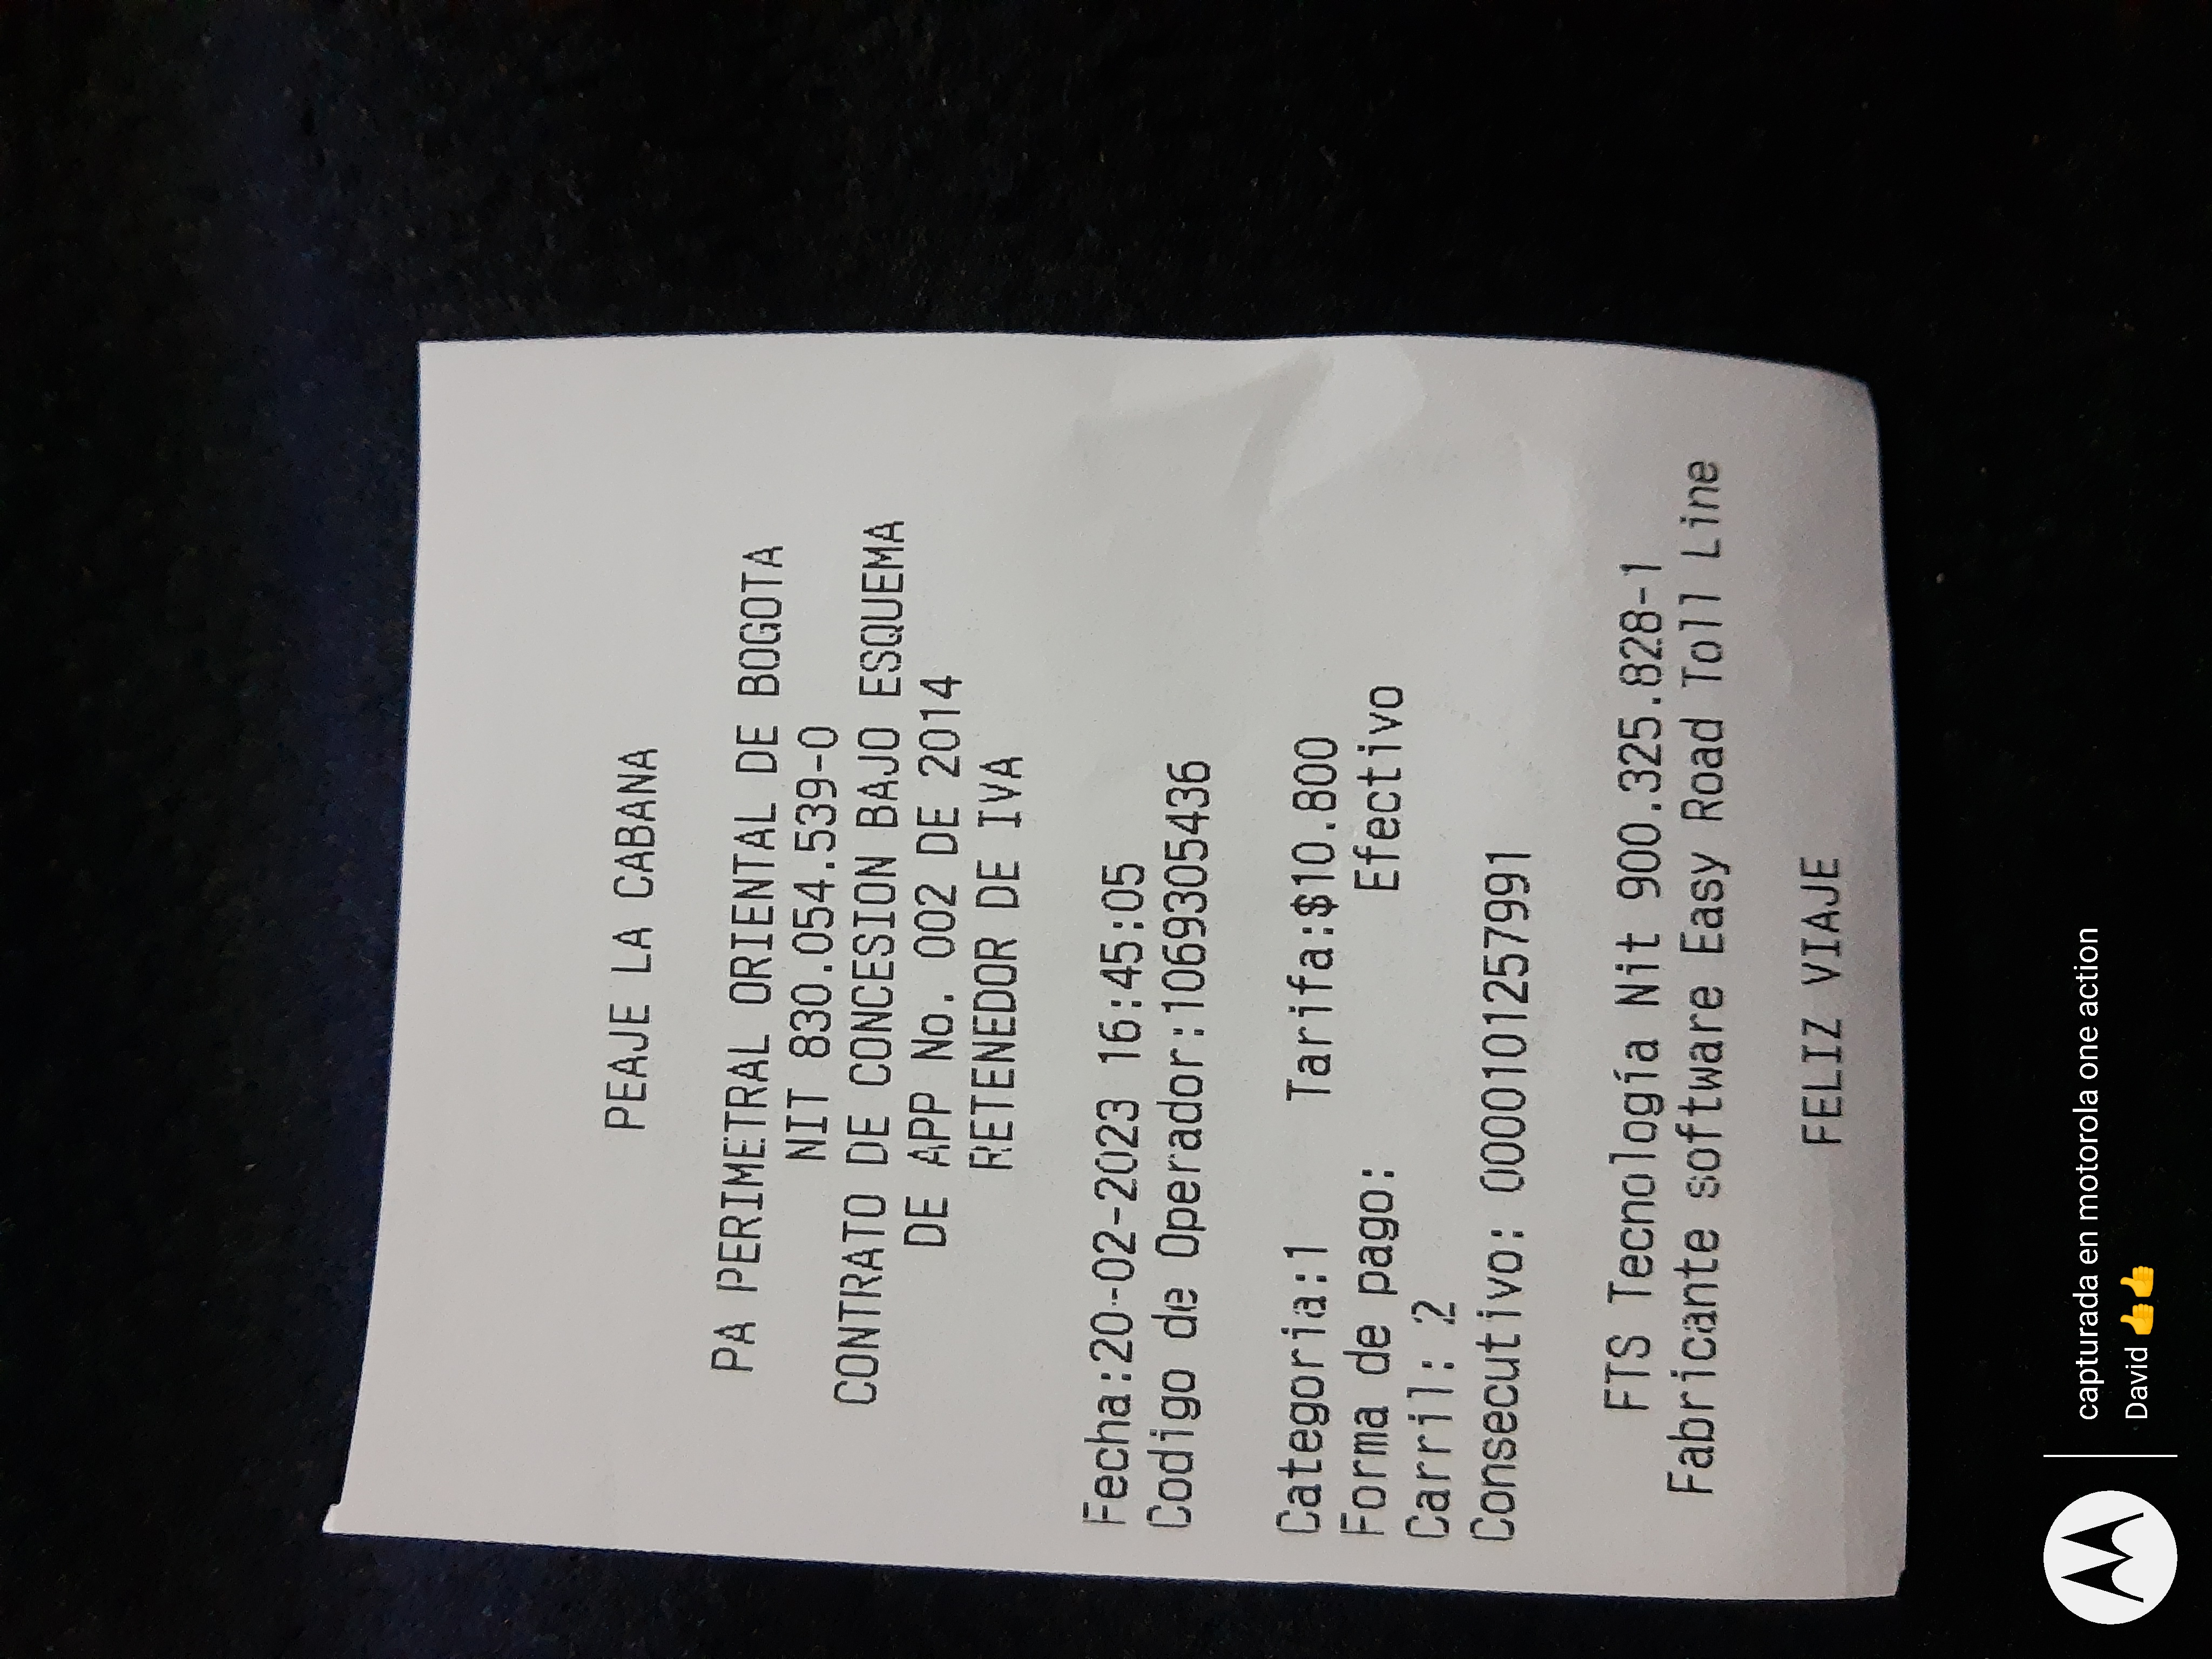 PEAJE LA CABANA
PA PERIMETRAL ORIENTAL DE BOGOTA
NIT 830.054.539-0
CONTRATO DE CONCESION BAJO ESQUEMA
DE APP No. 002 DE 2014
RETENEDOR DE IVA
Fecha:20-02-2023 16:45:05
Codigo de Operador:1069305436
Categoria:1 Tarifa:$10.800
Forma de pago: Efectivo
Carril: 2
Consecutivo: 000101257991
FTS Tecnología Nit 900.325.828-1
Fabricante software Easy Road Toll Line
FELIZ VIAJE
capturada en motorola one action
David 👍👍